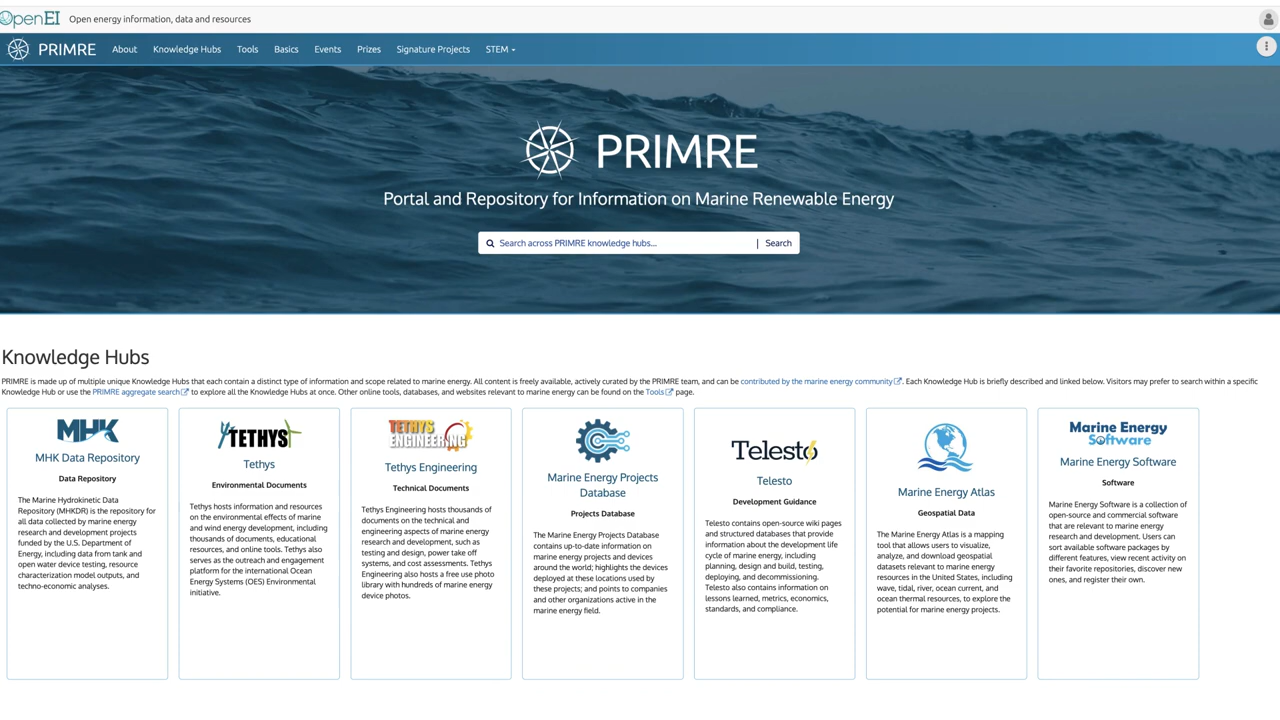 OpenEI Open energy information, data and resources
PRIMRE About Knowledge Hubs Tools Basics Events Prizes Signature Projects STEM
PRIMRE
Portal and Repository for Information on Marine Renewable Energy
Search across PRIMRE knowledge hubs... | Search
Knowledge Hubs
PRIMRE is made up of multiple unique Knowledge Hubs that each contain a distinct type of information and scope related to marine energy. All content is freely available, actively curated by the PRIMRE team, and can be contributed by the marine energy community. Each Knowledge Hub is briefly described and linked below. Visitors may prefer to search within a specific
Knowledge Hub or use the PRIMRE aggregate search to explore all the Knowledge Hubs at once. Other online tools, databases, and websites relevant to marine energy can be found on the Tools page.
MHK
MHK Data Repository
Data Repository
The Marine Hydrokinetic Data
Repository (MHKDR) is the repository for
all data collected by marine energy
research and development projects
funded by the U.S. Department of
Energy, including data from tank and
open water device testing, resource
characterization model outputs, and
techno-economic analyses.
TETHYS
Tethys
Environmental Documents
Tethys hosts information and resources
on the environmental effects of marine
and wind energy development, including
thousands of documents, educational
resources, and online tools. Tethys also
serves as the outreach and engagement
platform for the international Ocean
Energy Systems (OES) Environmental
initiative.
TETHYS
ENGINEERING
Tethys Engineering
Technical Documents
Tethys Engineering hosts thousands of
documents on the technical and
engineering aspects of marine energy
research and development, such as
testing and design, power take off
systems, and cost assessments. Tethys
Engineering also hosts a free use photo
library with hundreds of marine energy
device photos.
Marine Energy Projects
Database
Projects Database
The Marine Energy Projects Database
contains up-to-date information on
marine energy projects and devices
around the world; highlights the devices
deployed at these locations used by
these projects; and points to companies
and other organizations active in the
marine energy field.
Telesto
Telesto
Development Guidance
Telesto contains open-source wiki pages
and structured databases that provide
information about the development life
cycle of marine energy, including
planning, design and build, testing,
deploying, and decommissioning.
Telesto also contains information on
lessons learned, metrics, economics,
standards, and compliance.
Marine Energy Atlas
Geospatial Data
The Marine Energy Atlas is a mapping
tool that allows users to visualize,
analyze, and download geospatial
datasets relevant to marine energy
resources in the United States, including
wave, tidal, river, ocean current, and
ocean thermal resources, to explore the
potential for marine energy projects.
Marine Energy
Software
Marine Energy Software
Software
Marine Energy Software is a collection of
open-source and commercial software
that are relevant to marine energy
research and development. Users can
sort available software packages by
different features, view recent activity on
their favorite repositories, discover new
ones, and register their own.